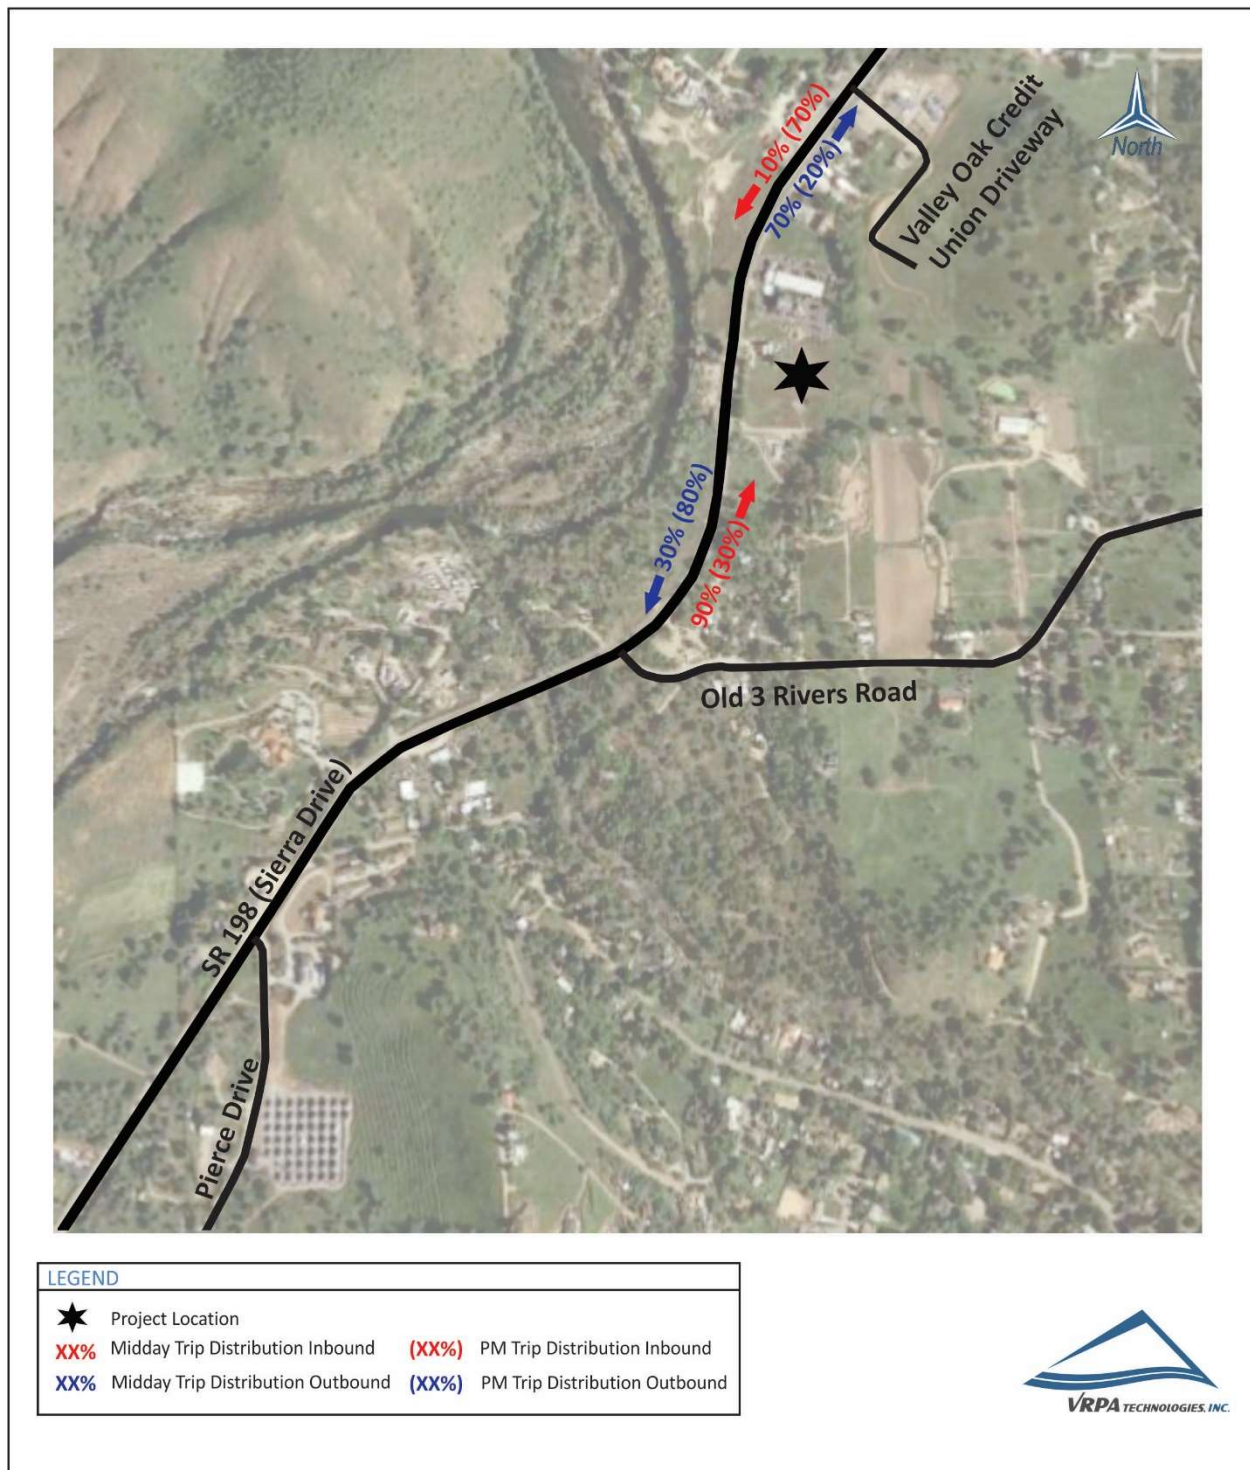 10% (70%)
70% (20%)
Valley Oak Credit
Union Driveway
North
30% (80%)
90% (30%)
Old 3 Rivers Road
SR 198 (Sierra Drive)
Pierce Drive
LEGEND
Project Location
XX% Midday Trip Distribution Inbound (XX%) PM Trip Distribution Inbound
XX% Midday Trip Distribution Outbound (XX%) PM Trip Distribution Outbound
VRPA TECHNOLOGIES, INC.